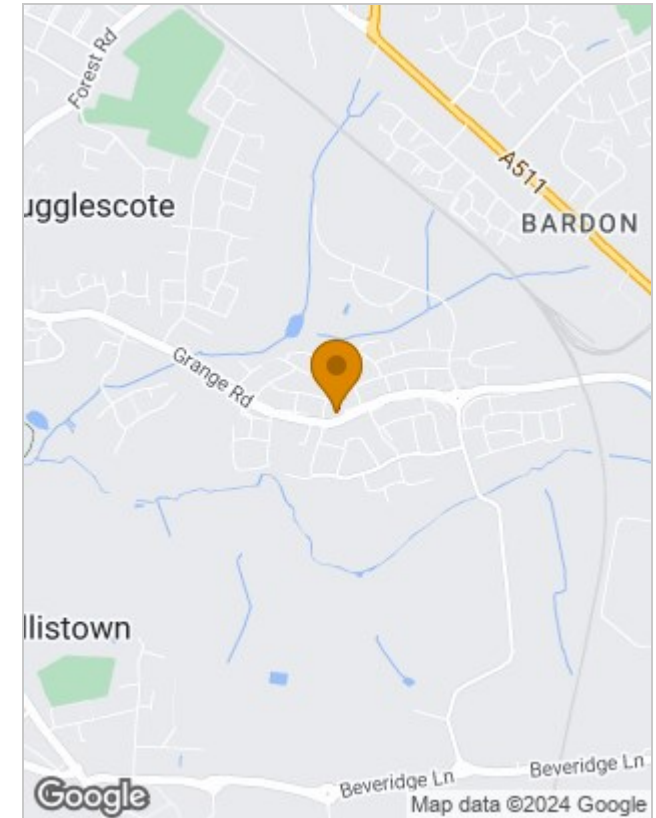 Forest Rd
A511
ugglescote
BARDON
Grange Rd
llistown
Beveridge Ln
Beveridge Ln
Google
Map data ©2024 Google